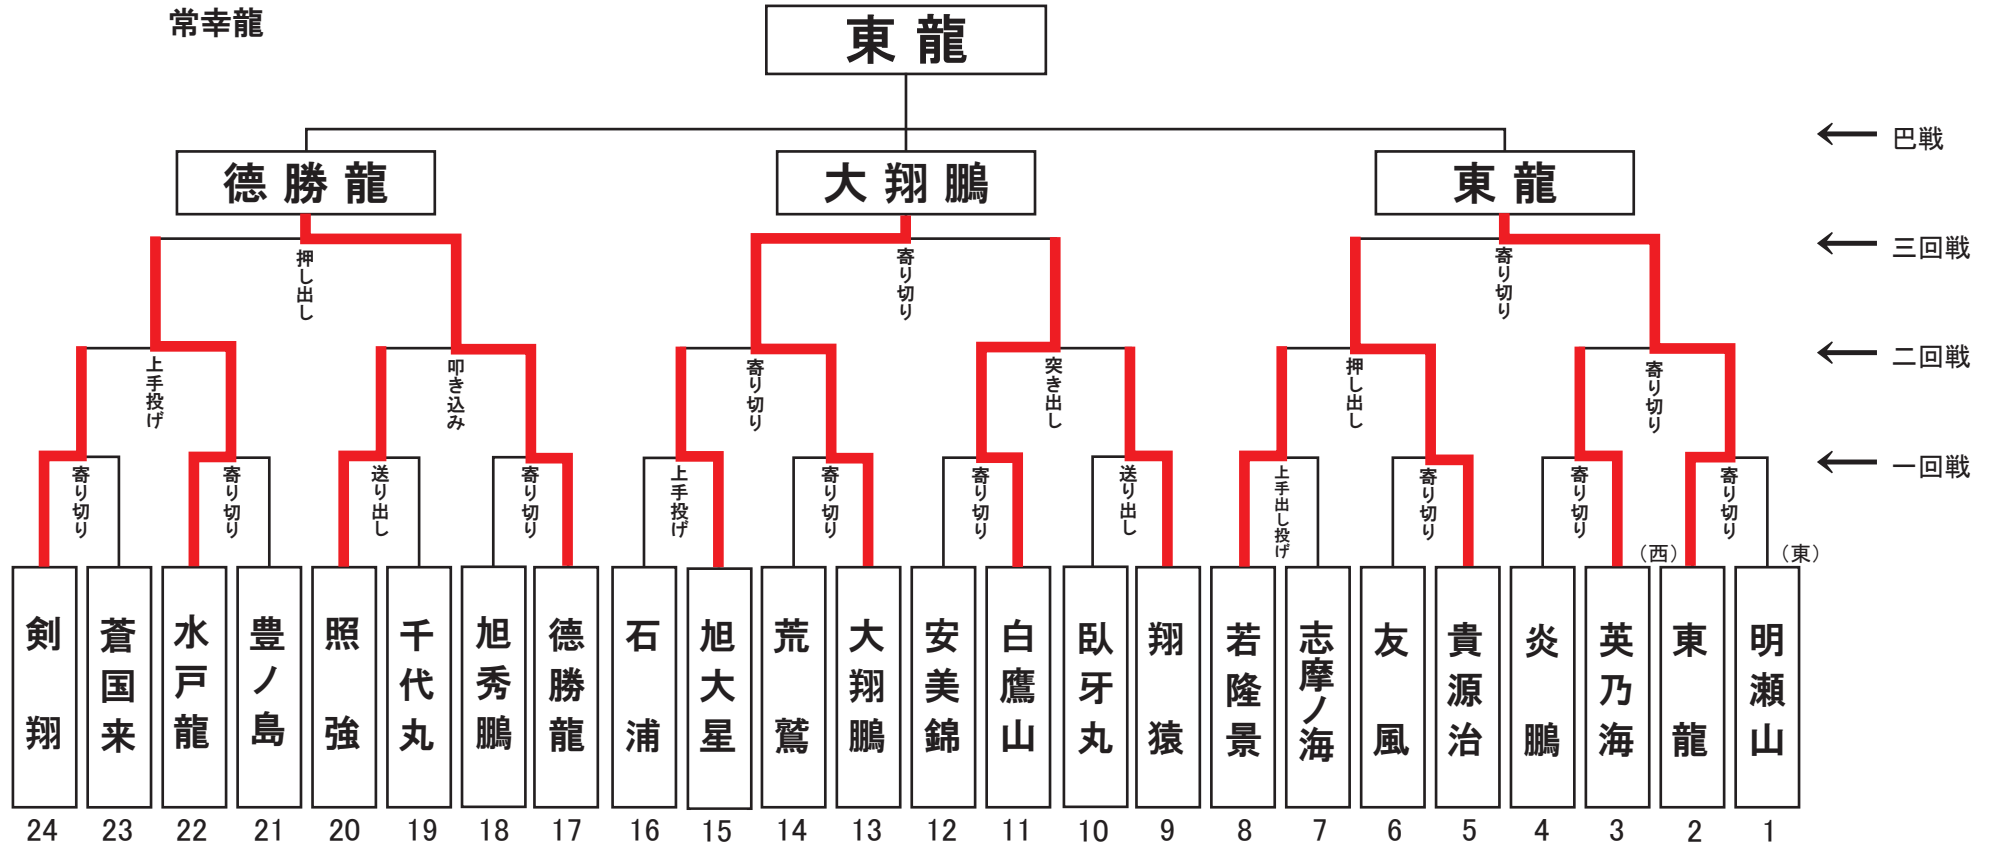 常幸龍
東龍
巴戦
德勝龍
大翔鵬
東龍
三回戦
押し出し
寄り切り
寄り切り
二回戦
上手投げ
叩き込み
寄り切り
突き出し
押し出し
寄り切り
一回戦
寄り切り
寄り切り
送り出し
寄り切り
上手投げ
寄り切り
寄り切り
送り出し
上手出し投げ
寄り切り
寄り切り
寄り切り
（西）
（東）
剣翔
蒼国来
水戸龍
豊ノ島
照強
千代丸
旭秀鵬
德勝龍
石浦
旭大星
荒鷲
大翔鵬
安美錦
白鷹山
臥牙丸
翔猿
若隆景
志摩ノ海
友風
貴源治
炎鵬
英乃海
東龍
明瀬山
24
23
22
21
20
19
18
17
16
15
14
13
12
11
10
9
8
7
6
5
4
3
2
1